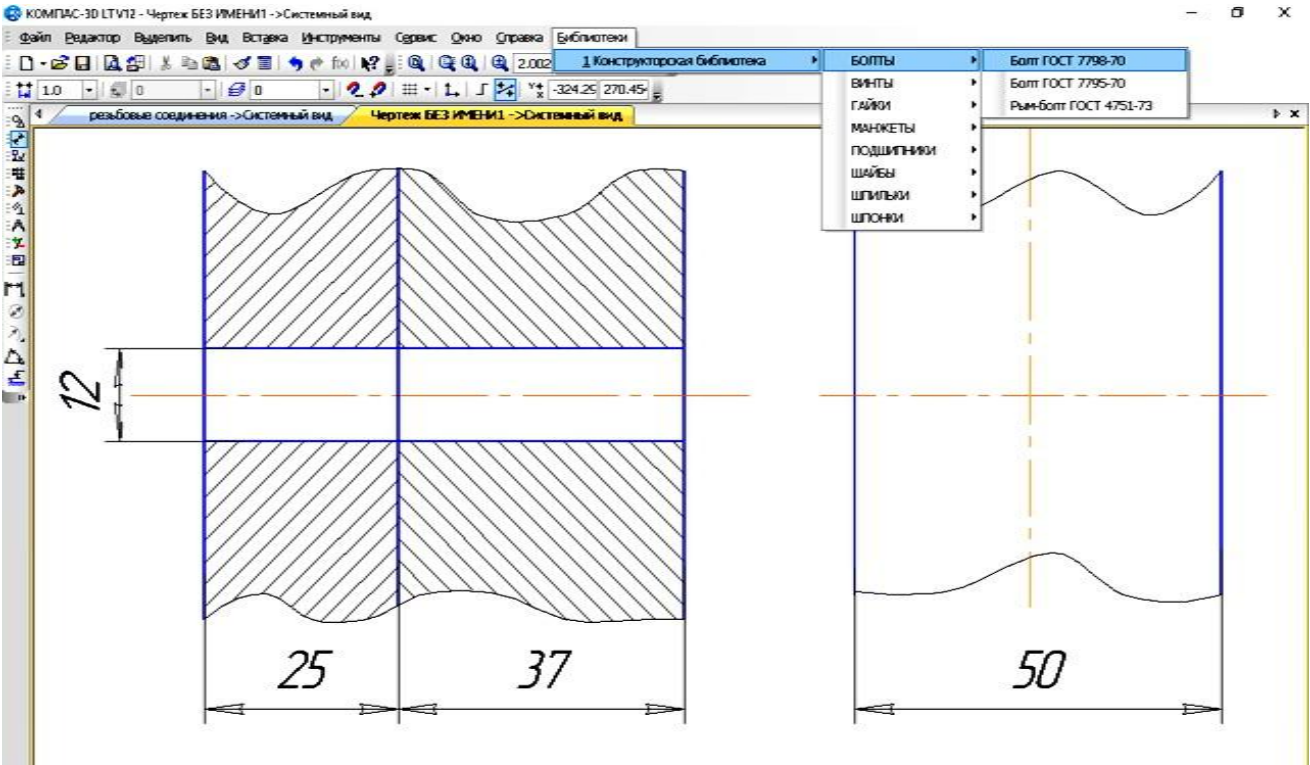 КОМПАС-3D LT V12 - Чертеж БЕЗ ИМЕНИ1 ->Системный вид
Файл Редактор Выделить Вид Вставка Инструменты Сервис Окно Справка Библиотеки
2.002
1 Конструкторская библиотека
БОЛТЫ
ВИНТЫ
ГАЙКИ
МАНЖЕТЫ
ПОДШИПНИКИ
ШАЙБЫ
ШПИЛЬКИ
ШПОНКИ
Болт ГОСТ 7798-70
Болт ГОСТ 7795-70
Рым-болт ГОСТ 4751-73
1.0 0 0 -324.29 270.45
резьбовые соединения ->Системный вид Чертеж БЕЗ ИМЕНИ1 ->Системный вид
12
25 37 50